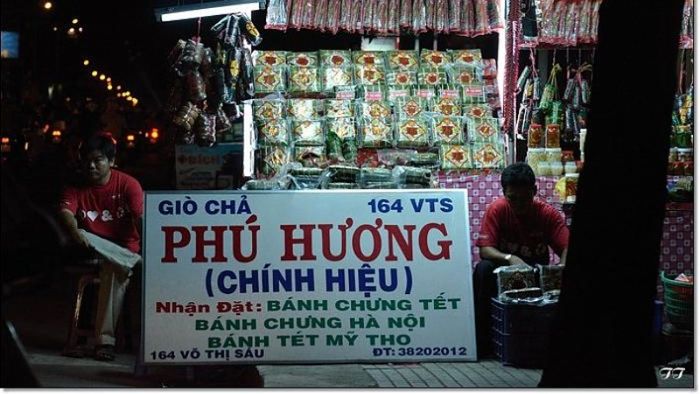 GIÒ CHẢ 164 VTS
PHÚ HƯƠNG
(CHÍNH HIỆU)
Nhận Đặt: BÁNH CHƯNG TẾT
BÁNH CHƯNG HÀ NỘI
BÁNH TÉT MỸ THO
164 VÕ THỊ SÁU ĐT: 38202012
TT